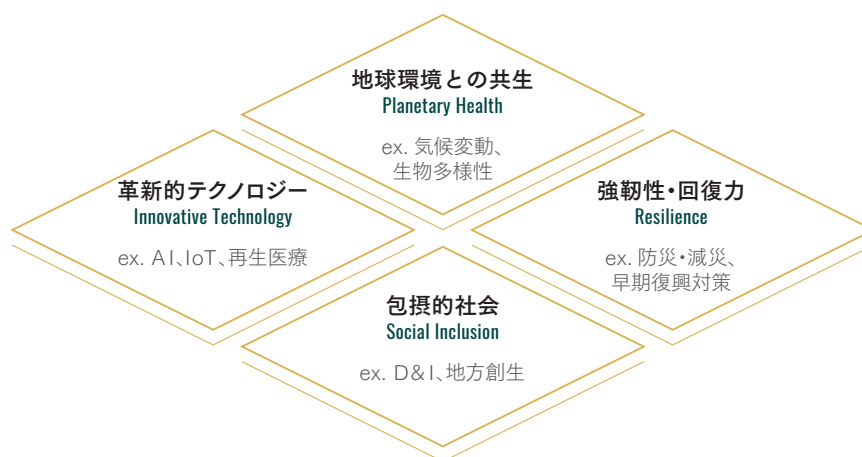 地球環境との共生
Planetary Health
ex. 気候変動、
生物多様性
革新的テクノロジー
Innovative Technology
ex. AI、IoT、再生医療
強靭性・回復力
Resilience
ex. 防災・減災、
早期復興対策
包摂的社会
Social Inclusion
ex. D&I、地方創生